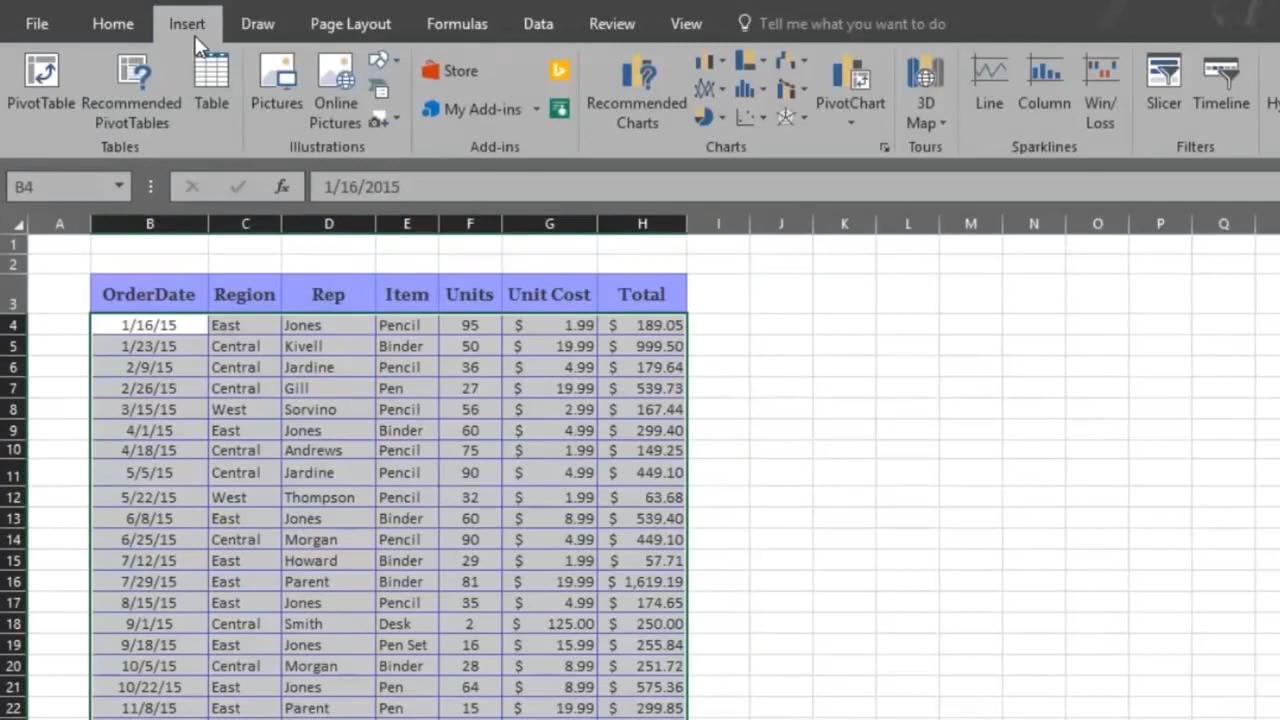 File Home Insert Draw Page Layout Formulas Data Review View Tell me what you want to do
PivotTable Recommended PivotTables Table Pictures Online Pictures Store My Add-ins Recommended Charts PivotChart 3D Map Line Column Win/ Loss Slicer Timeline
Tables Illustrations Add-ins Charts Tours Sparklines Filters
B4 fx 1/16/2015
A B C D E F G H I J K L M N O P Q
1
2
3 OrderDate Region Rep Item Units Unit Cost Total
4 1/16/15 East Jones Pencil 95 $ 1.99 $ 189.05
5 1/23/15 Central Kivell Binder 50 $ 19.99 $ 999.50
6 2/9/15 Central Jardine Pencil 36 $ 4.99 $ 179.64
7 2/26/15 Central Gill Pen 27 $ 19.99 $ 539.73
8 3/15/15 West Sorvino Pencil 56 $ 2.99 $ 167.44
9 4/1/15 East Jones Binder 60 $ 4.99 $ 299.40
10 4/18/15 Central Andrews Pencil 75 $ 1.99 $ 149.25
11 5/5/15 Central Jardine Pencil 90 $ 4.99 $ 449.10
12 5/22/15 West Thompson Pencil 32 $ 1.99 $ 63.68
13 6/8/15 East Jones Binder 60 $ 8.99 $ 539.40
14 6/25/15 Central Morgan Pencil 90 $ 4.99 $ 449.10
15 7/12/15 East Howard Binder 29 $ 1.99 $ 57.71
16 7/29/15 East Parent Binder 81 $ 19.99 $ 1,619.19
17 8/15/15 East Jones Pencil 35 $ 4.99 $ 174.65
18 9/1/15 Central Smith Desk 2 $ 125.00 $ 250.00
19 9/18/15 East Jones Pen Set 16 $ 15.99 $ 255.84
20 10/5/15 Central Morgan Binder 28 $ 8.99 $ 251.72
21 10/22/15 East Jones Pen 64 $ 8.99 $ 575.36
22 11/8/15 East Parent Pen 15 $ 19.99 $ 299.85